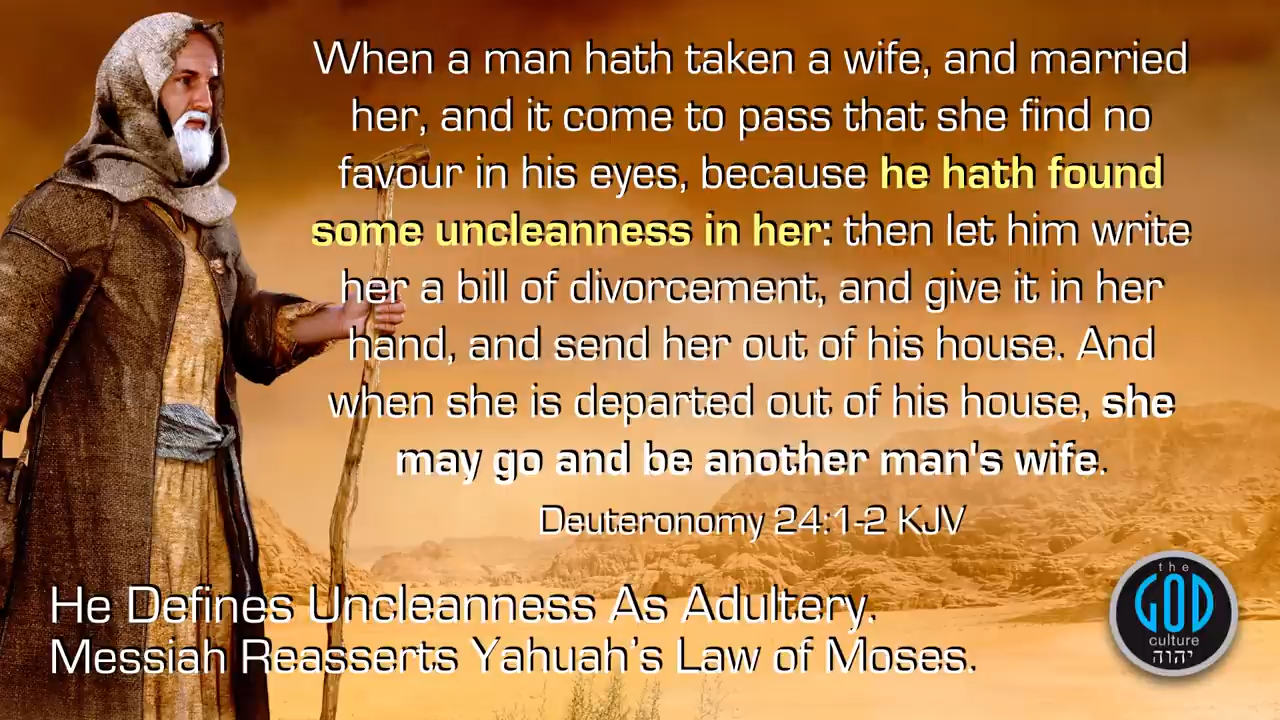 When a man hath taken a wife, and married
her, and it come to pass that she find no
favour in his eyes, because he hath found
some uncleanness in her: then let him write
her a bill of divorcement, and give it in her
hand, and send her out of his house. And
when she is departed out of his house, she
may go and be another man's wife.
Deuteronomy 24:1-2 KJV
He Defines Uncleanness As Adultery.
Messiah Reasserts Yahuah's Law of Moses.
the
GOD
culture
יהוה